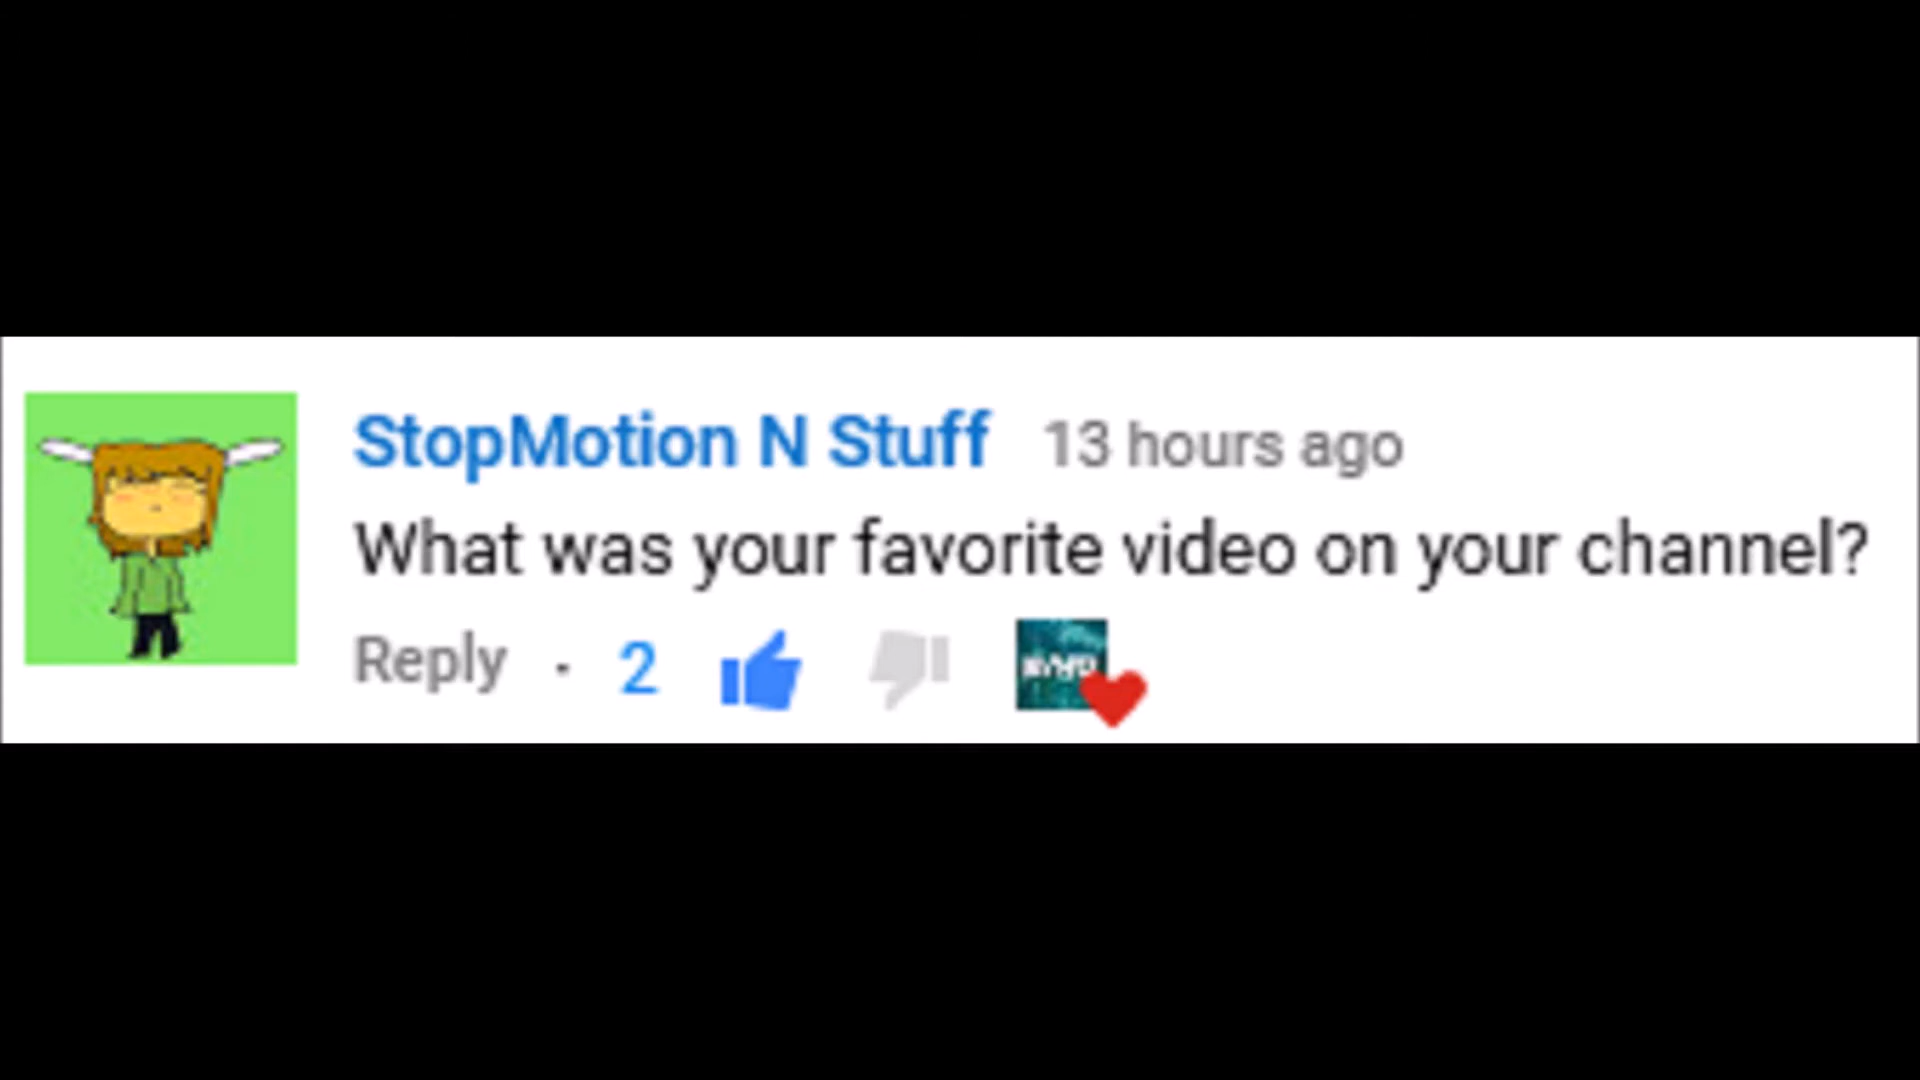 StopMotion N Stuff 13 hours ago
What was your favorite video on your channel?
Reply · 2